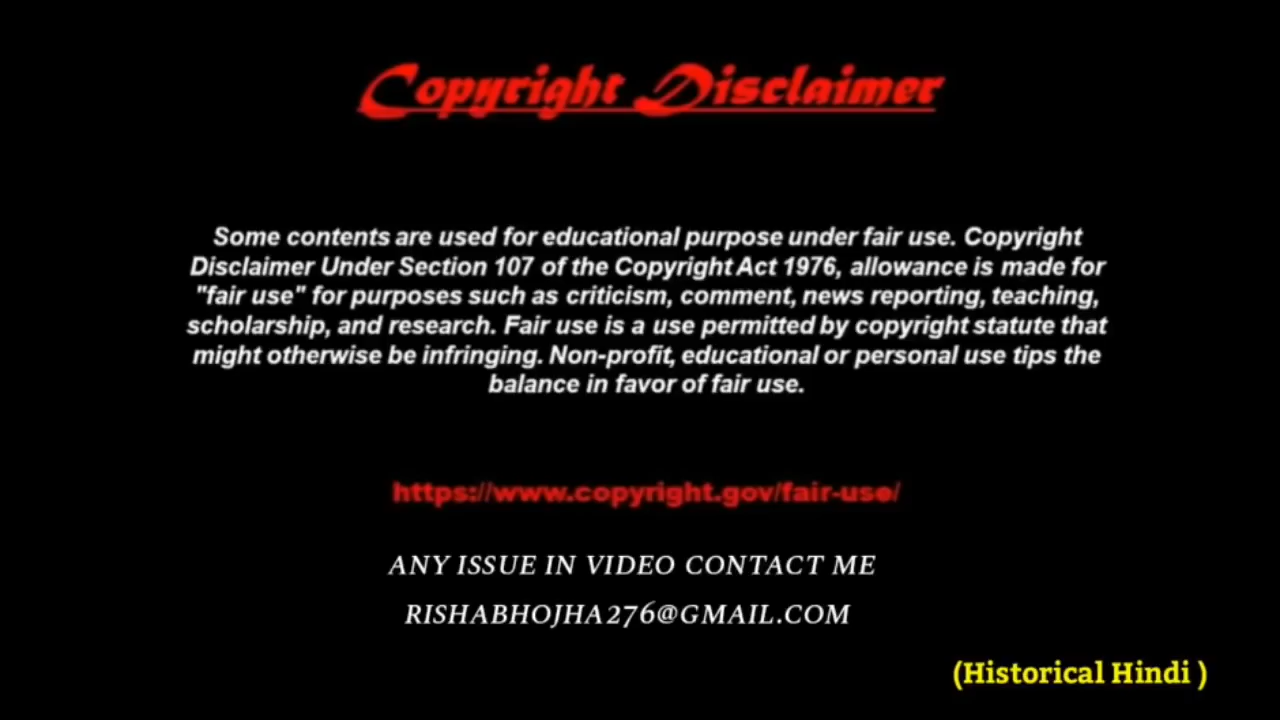 Copyright Disclaimer
Some contents are used for educational purpose under fair use. Copyright
Disclaimer Under Section 107 of the Copyright Act 1976, allowance is made for
"fair use" for purposes such as criticism, comment, news reporting, teaching,
scholarship, and research. Fair use is a use permitted by copyright statute that
might otherwise be infringing. Non-profit, educational or personal use tips the
balance in favor of fair use.
https://www.copyright.gov/fair-use/
ANY ISSUE IN VIDEO CONTACT ME
RISHABHOJHA276@GMAIL.COM
(Historical Hindi )